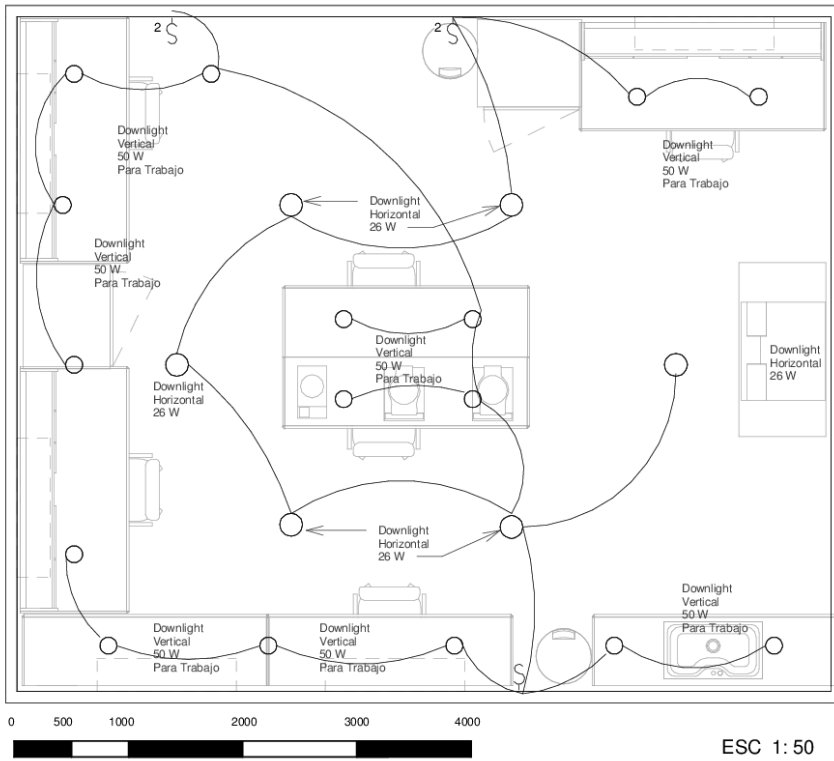 2
2
Downlight
Vertical
50 W
Para Trabajo
Downlight
Vertical
50 W
Para Trabajo
Downlight
Horizontal
26 W
Downlight
Vertical
50 W
Para Trabajo
Downlight
Vertical
50 W
Para Trabajo
Downlight
Horizontal
26 W
Downlight
Horizontal
26 W
Downlight
Horizontal
26 W
Downlight
Vertical
50 W
Para Trabajo
Downlight
Vertical
50 W
Para Trabajo
Downlight
Vertical
50 W
Para Trabajo
0 500 1000 2000 3000 4000
ESC 1:50